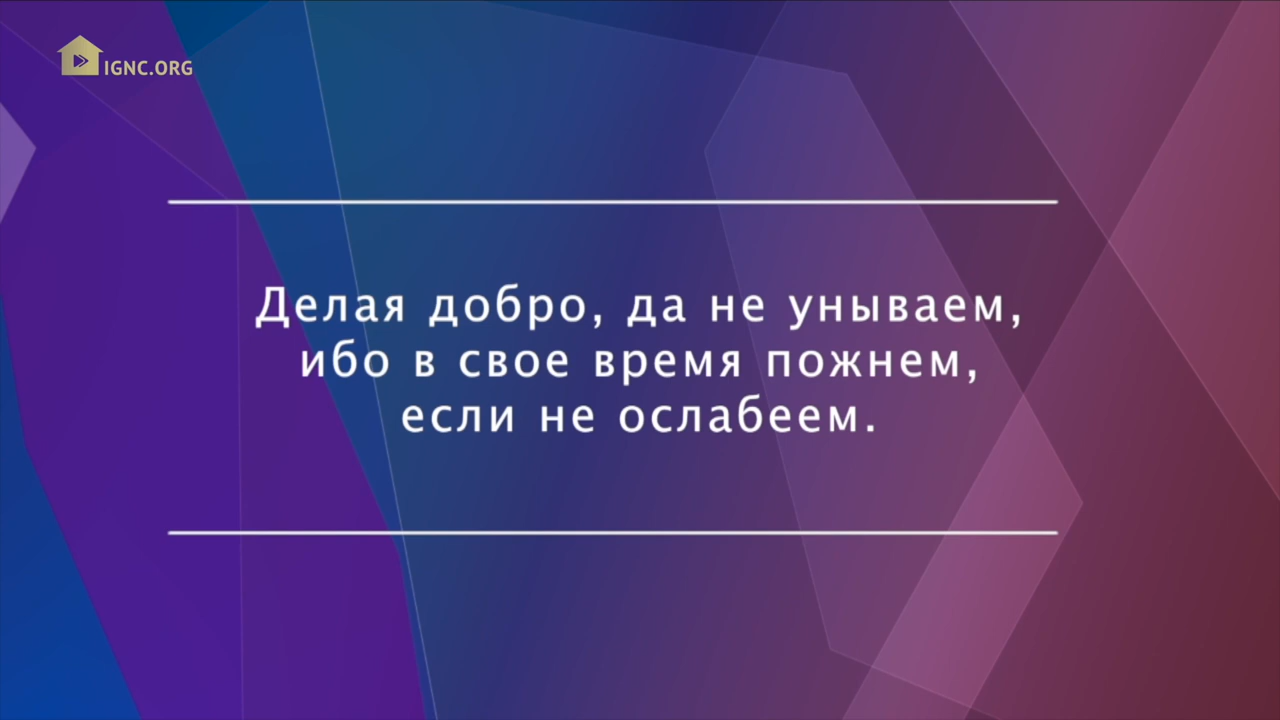 IGNC.ORG
Делая добро, да не унываем,
ибо в свое время пожнем,
если не ослабеем.